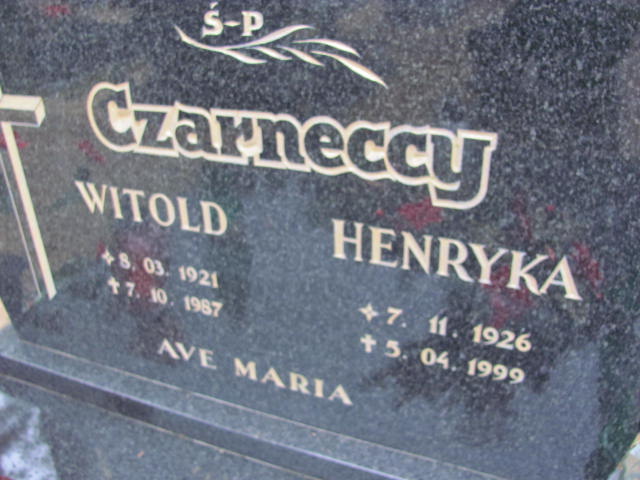 Ś-P
Czarneccy
WITOLD
8. 03. 1921
7. 10. 1987
HENRYKA
7. 11. 1926
5. 04. 1999
AVE MARIA